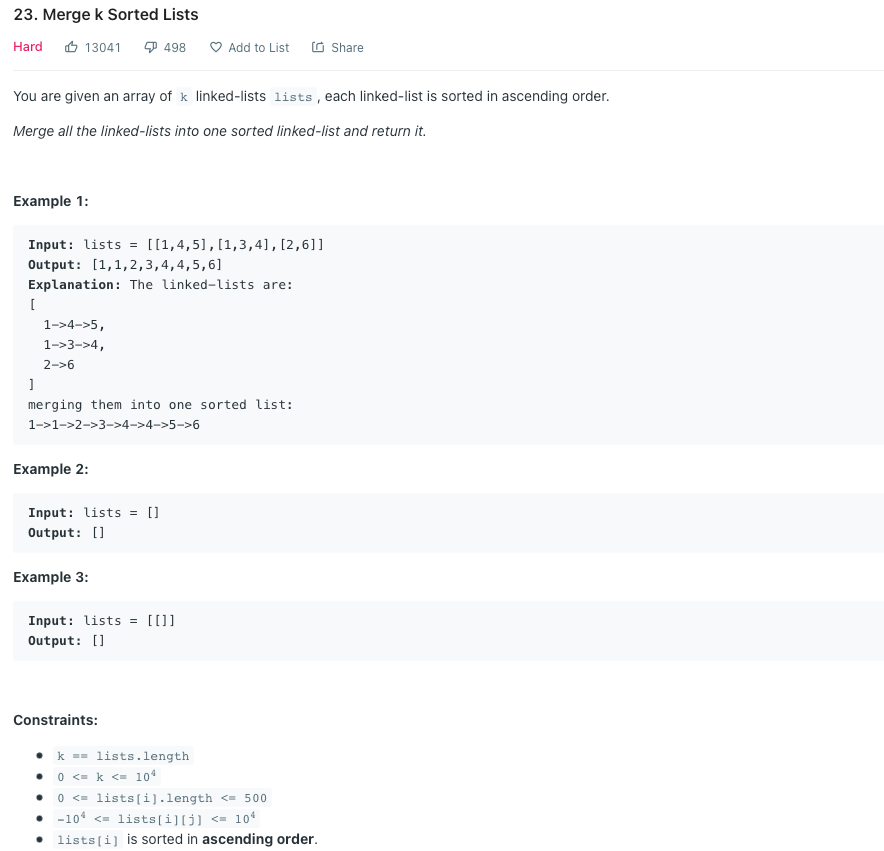 23. Merge k Sorted Lists
Hard 13041 498 Add to List Share
You are given an array of k linked-lists lists , each linked-list is sorted in ascending order.
Merge all the linked-lists into one sorted linked-list and return it.
Example 1:
Input: lists = [[1,4,5],[1,3,4],[2,6]]
Output: [1,1,2,3,4,4,5,6]
Explanation: The linked-lists are:
[
1->4->5,
1->3->4,
2->6
]
merging them into one sorted list:
1->1->2->3->4->4->5->6
Example 2:
Input: lists = []
Output: []
Example 3:
Input: lists = [[]]
Output: []
Constraints:
k == lists.length
0 <= k <= 10⁴
0 <= lists[i].length <= 500
-10⁴ <= lists[i][j] <= 10⁴
lists[i] is sorted in ascending order.